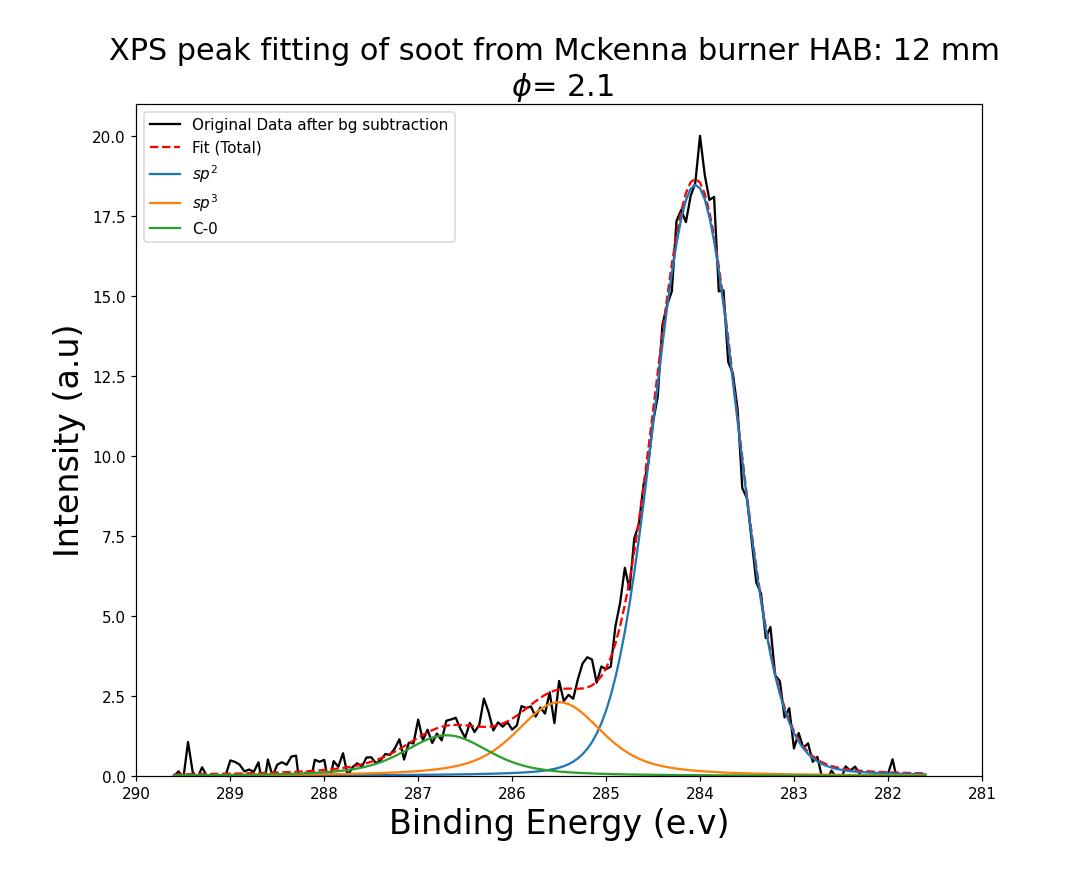 XPS peak fitting of soot from Mckenna burner HAB: 12 mm
ϕ= 2.1
Original Data after bg subtraction
Fit (Total)
sp²
sp³
C-0
20.0
17.5
15.0
12.5
10.0
7.5
5.0
2.5
0.0
Intensity (a.u)
290 289 288 287 286 285 284 283 282 281
Binding Energy (e.v)